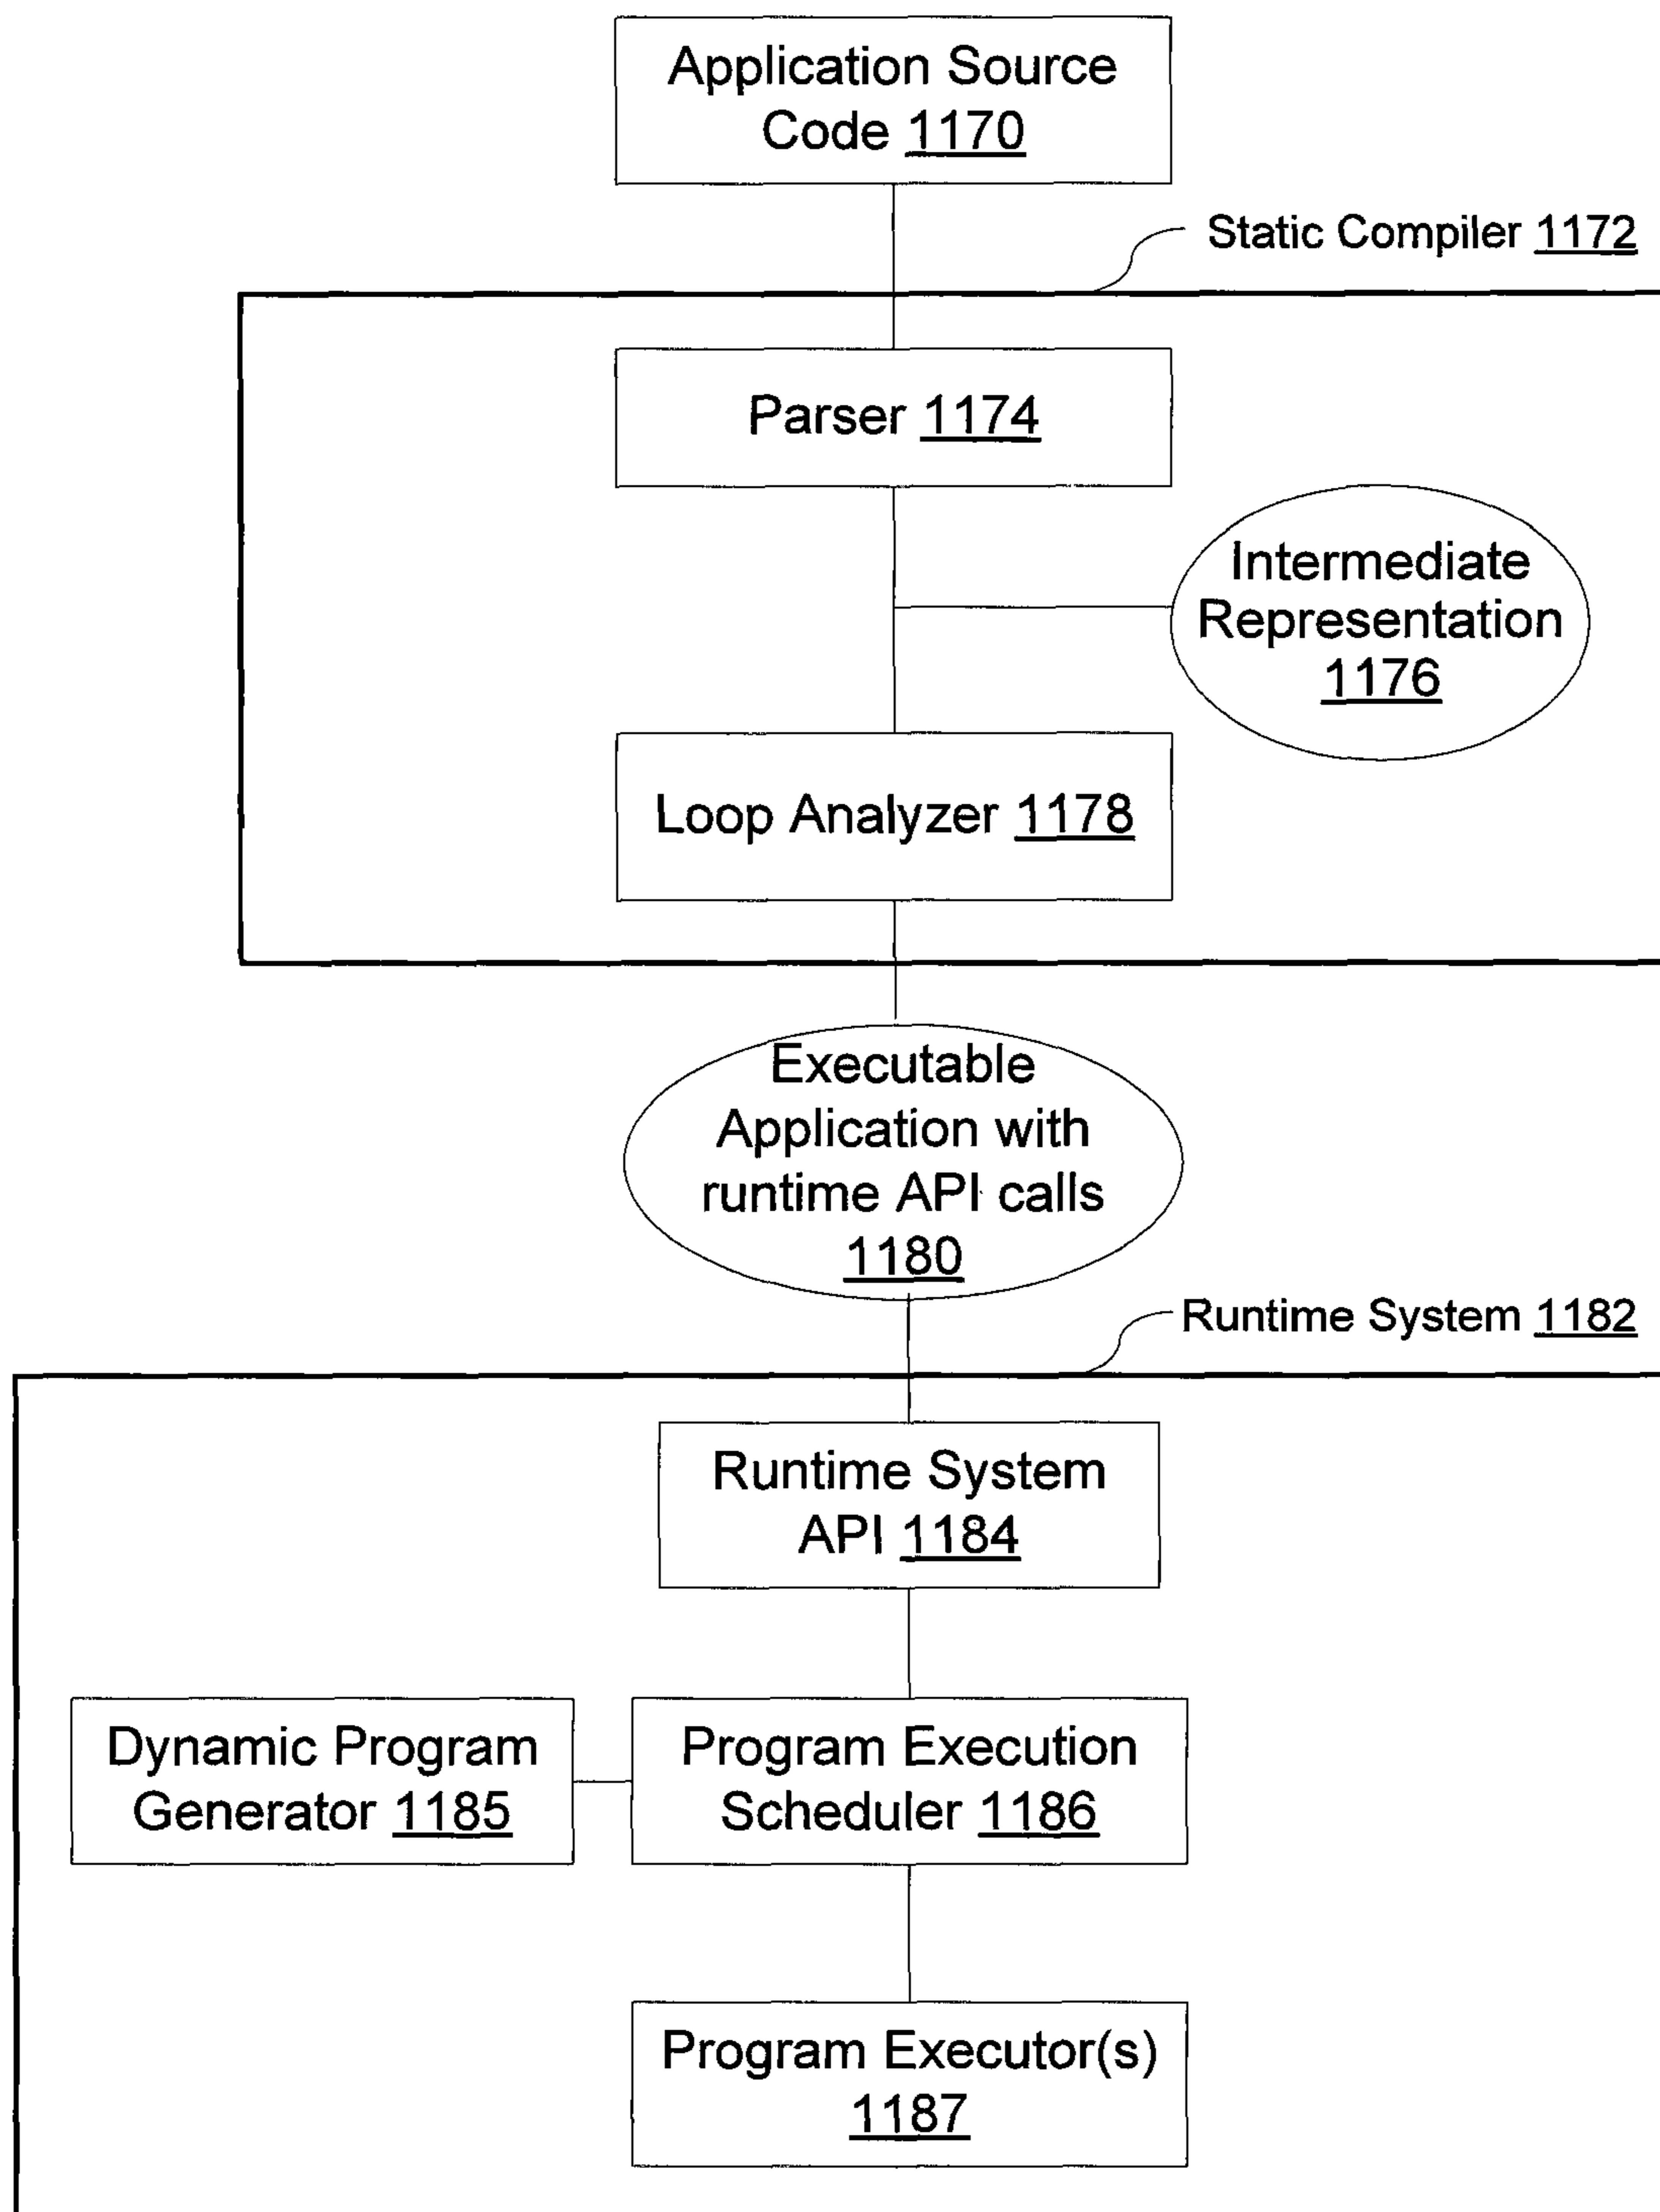 Application Source
Code 1170
Static Compiler 1172
Parser 1174
Intermediate
Representation
1176
Loop Analyzer 1178
Executable
Application with
runtime API calls
1180
Runtime System 1182
Runtime System
API 1184
Dynamic Program
Generator 1185
Program Execution
Scheduler 1186
Program Executor(s)
1187